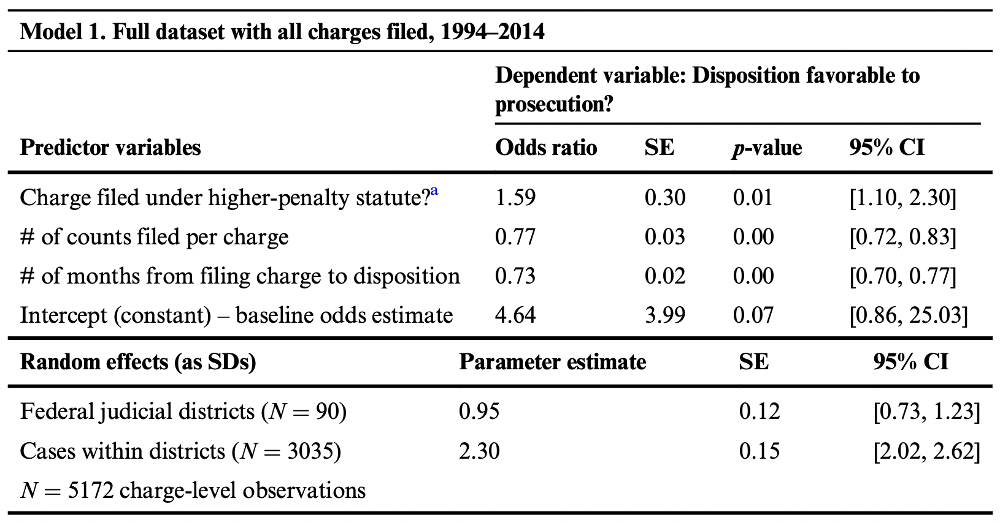 Model 1. Full dataset with all charges filed, 1994–2014
Dependent variable: Disposition favorable to
prosecution?
Predictor variables Odds ratio SE p-value 95% CI
Charge filed under higher-penalty statute?a 1.59 0.30 0.01 [1.10, 2.30]
# of counts filed per charge 0.77 0.03 0.00 [0.72, 0.83]
# of months from filing charge to disposition 0.73 0.02 0.00 [0.70, 0.77]
Intercept (constant) – baseline odds estimate 4.64 3.99 0.07 [0.86, 25.03]
Random effects (as SDs) Parameter estimate SE 95% CI
Federal judicial districts (N = 90) 0.95 0.12 [0.73, 1.23]
Cases within districts (N = 3035) 2.30 0.15 [2.02, 2.62]
N = 5172 charge-level observations